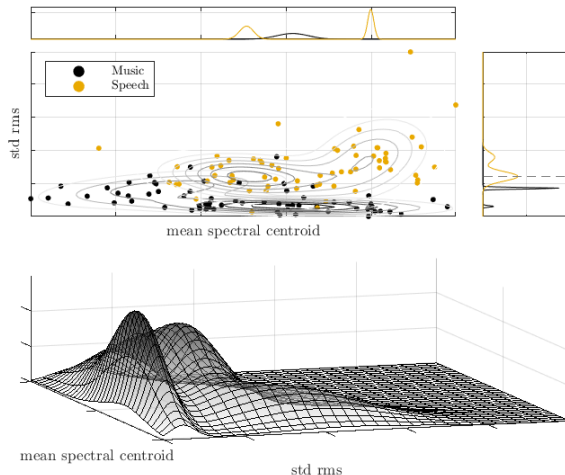 Music
Speech
std rms
mean spectral centroid
mean spectral centroid
std rms